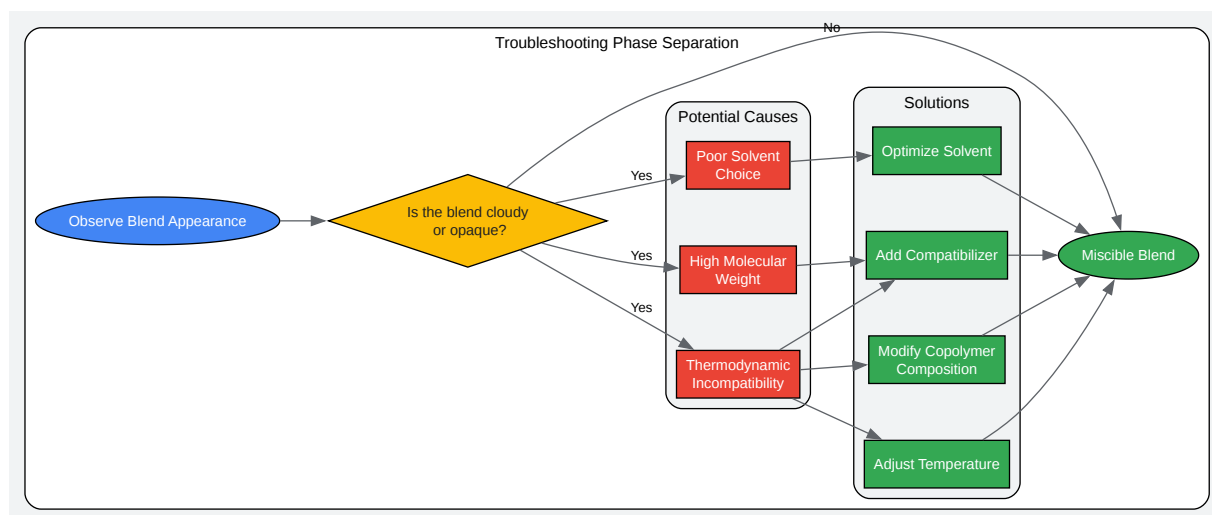 Troubleshooting Phase Separation
No
Observe Blend Appearance
Is the blend cloudy
or opaque?
Yes
Yes
Yes
Potential Causes
Poor Solvent
Choice
High Molecular
Weight
Thermodynamic
Incompatibility
Solutions
Optimize Solvent
Add Compatibilizer
Modify Copolymer
Composition
Adjust Temperature
Miscible Blend